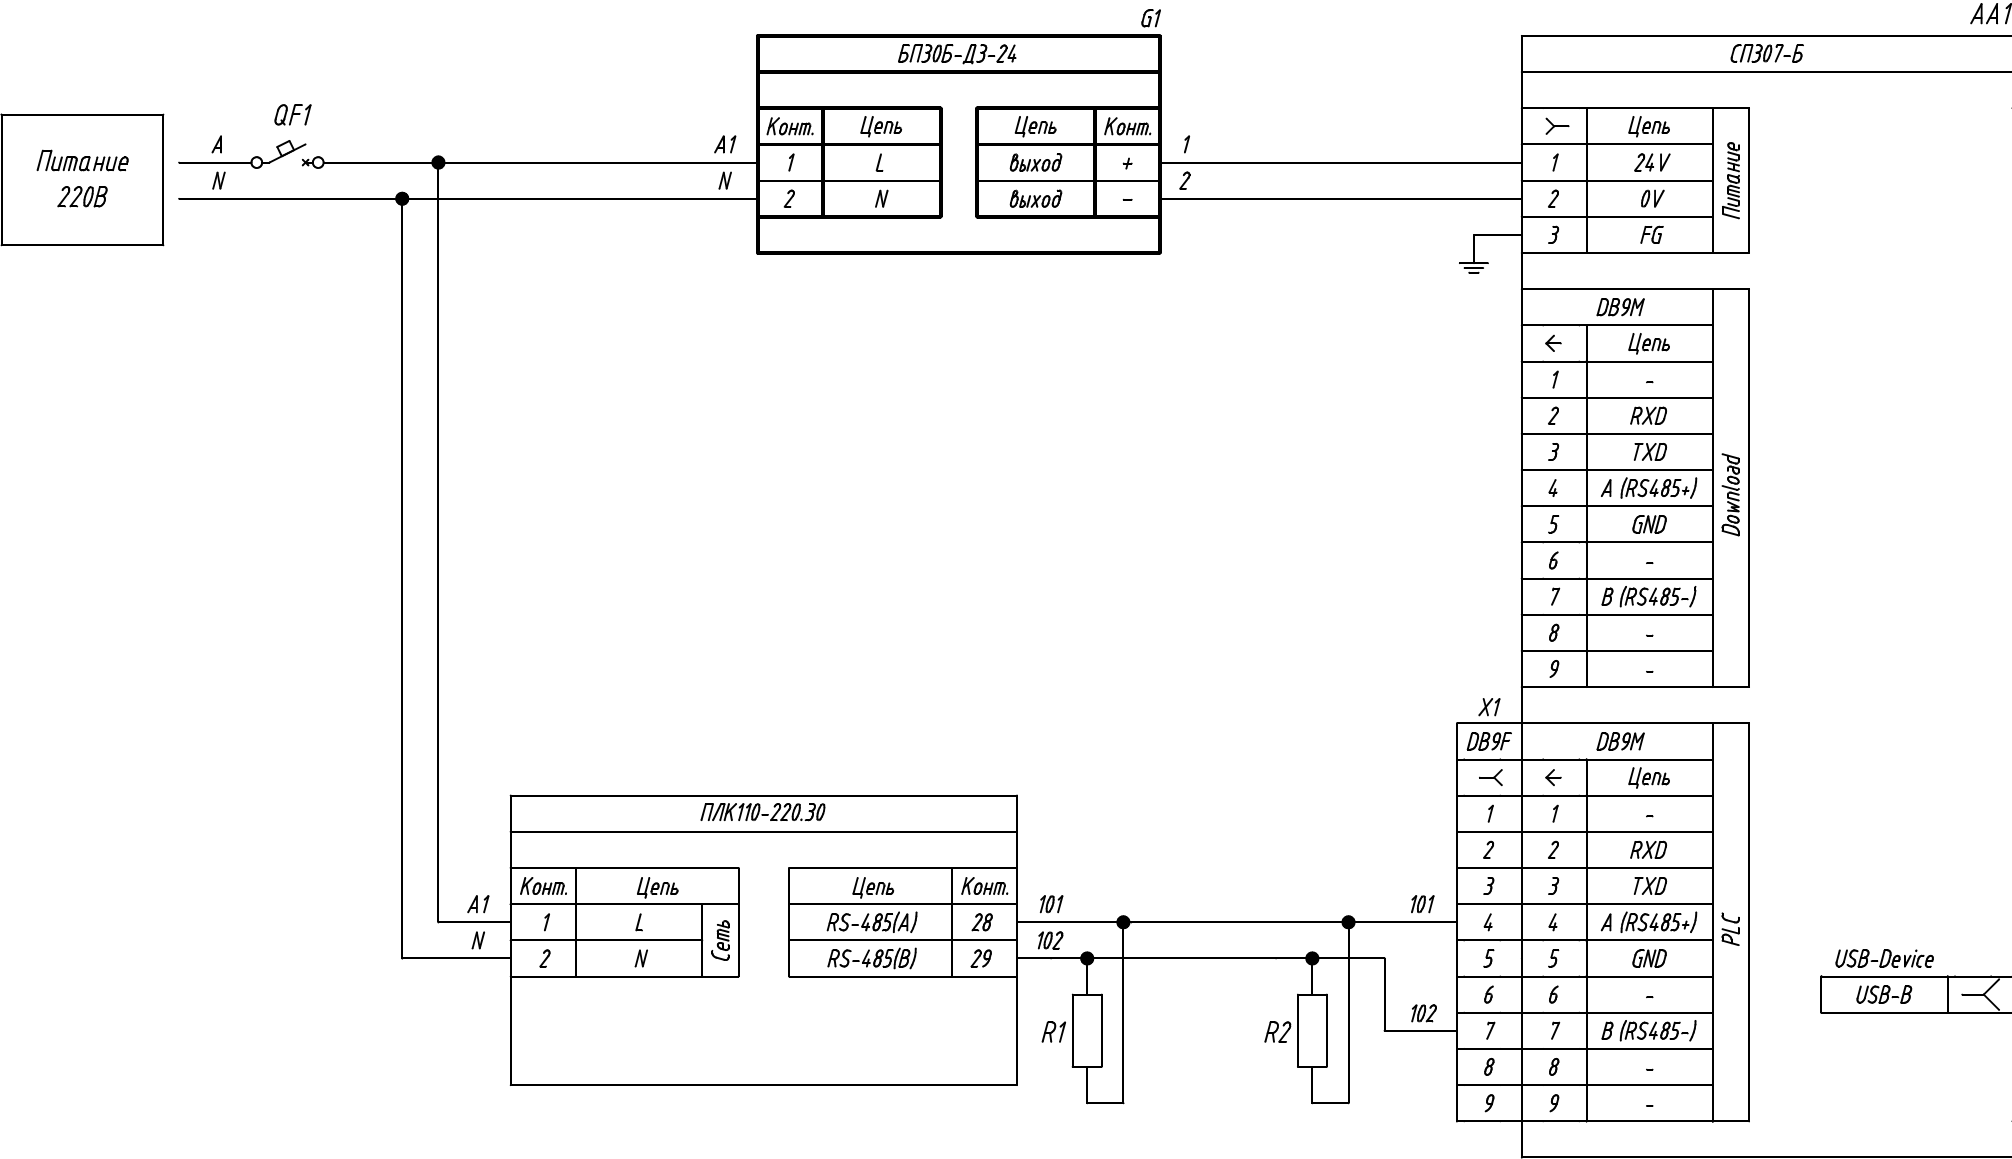 G1
AA1
БП30Б-Д3-24
СП307-Б
QF1
Питание
220В
A
N
A1
N
Конт. Цепь
1 L
2 N
Цепь Конт.
выход +
выход -
1
2
Цепь
1 24V
2 0V
3 FG
Питание
DB9M
Цепь
1 -
2 RXD
3 TXD
4 A (RS485+)
5 GND
6 -
7 B (RS485-)
8 -
9 -
Download
X1
DB9F DB9M
Цепь
1 1 -
2 2 RXD
3 3 TXD
4 4 A (RS485+)
5 5 GND
6 6 -
7 7 B (RS485-)
8 8 -
9 9 -
PLC
ПЛК110-220.30
A1
N
Конт. Цепь
1 L
2 N
Сеть
Цепь Конт.
RS-485(A) 28
RS-485(B) 29
101
102
101
102
R1
R2
USB-Device
USB-B